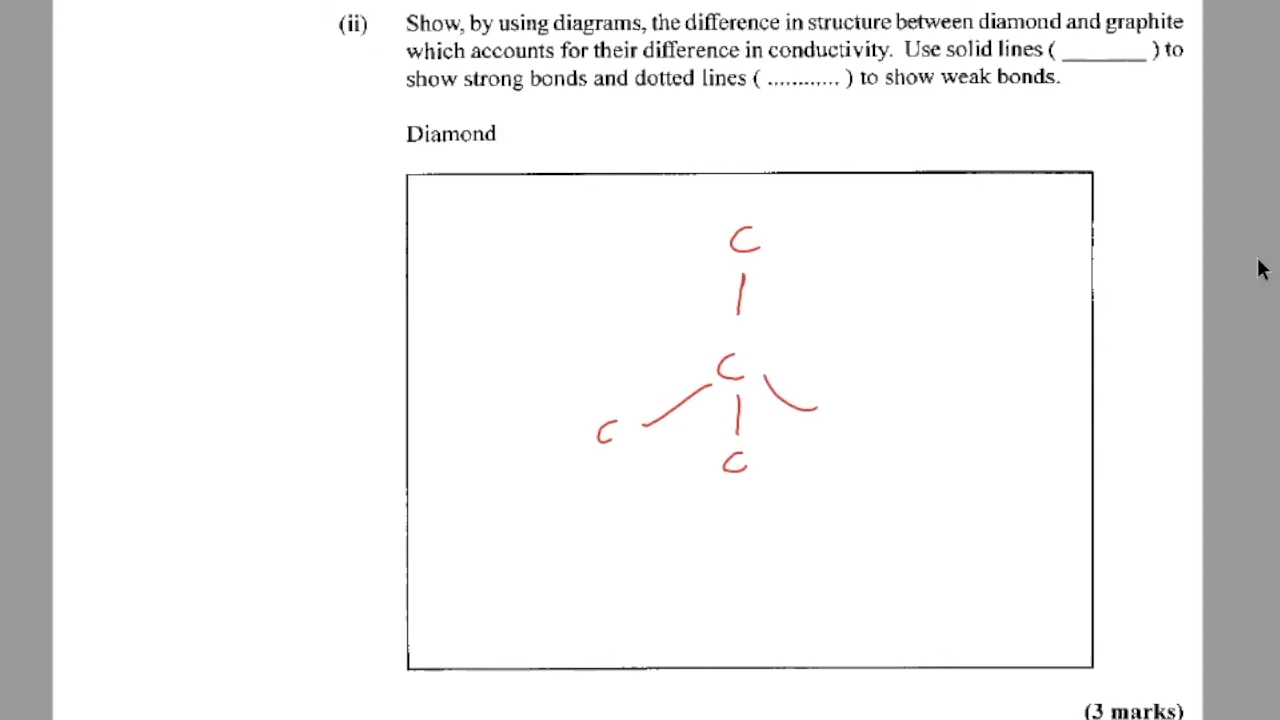 (ii) Show, by using diagrams, the difference in structure between diamond and graphite
which accounts for their difference in conductivity. Use solid lines ( ________ ) to
show strong bonds and dotted lines ( ............ ) to show weak bonds.
Diamond
C
C
C
C
(3 marks)